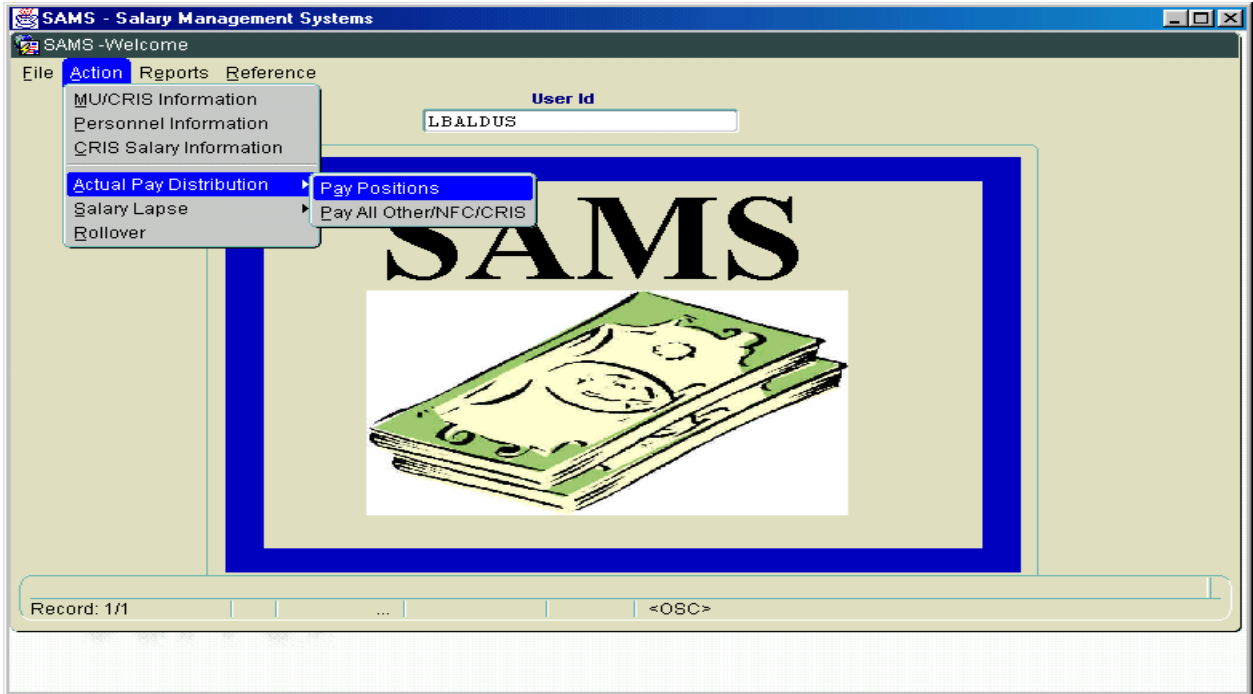 SAMS - Salary Management Systems
SAMS -Welcome
File Action Reports Reference
MU/CRIS Information
Personnel Information
CRIS Salary Information
Actual Pay Distribution
Salary Lapse
Rollover
Pay Positions
Pay All Other/NFC/CRIS
User Id
LBALDUS
SAMS
Record: 1/1 ... <OSC>